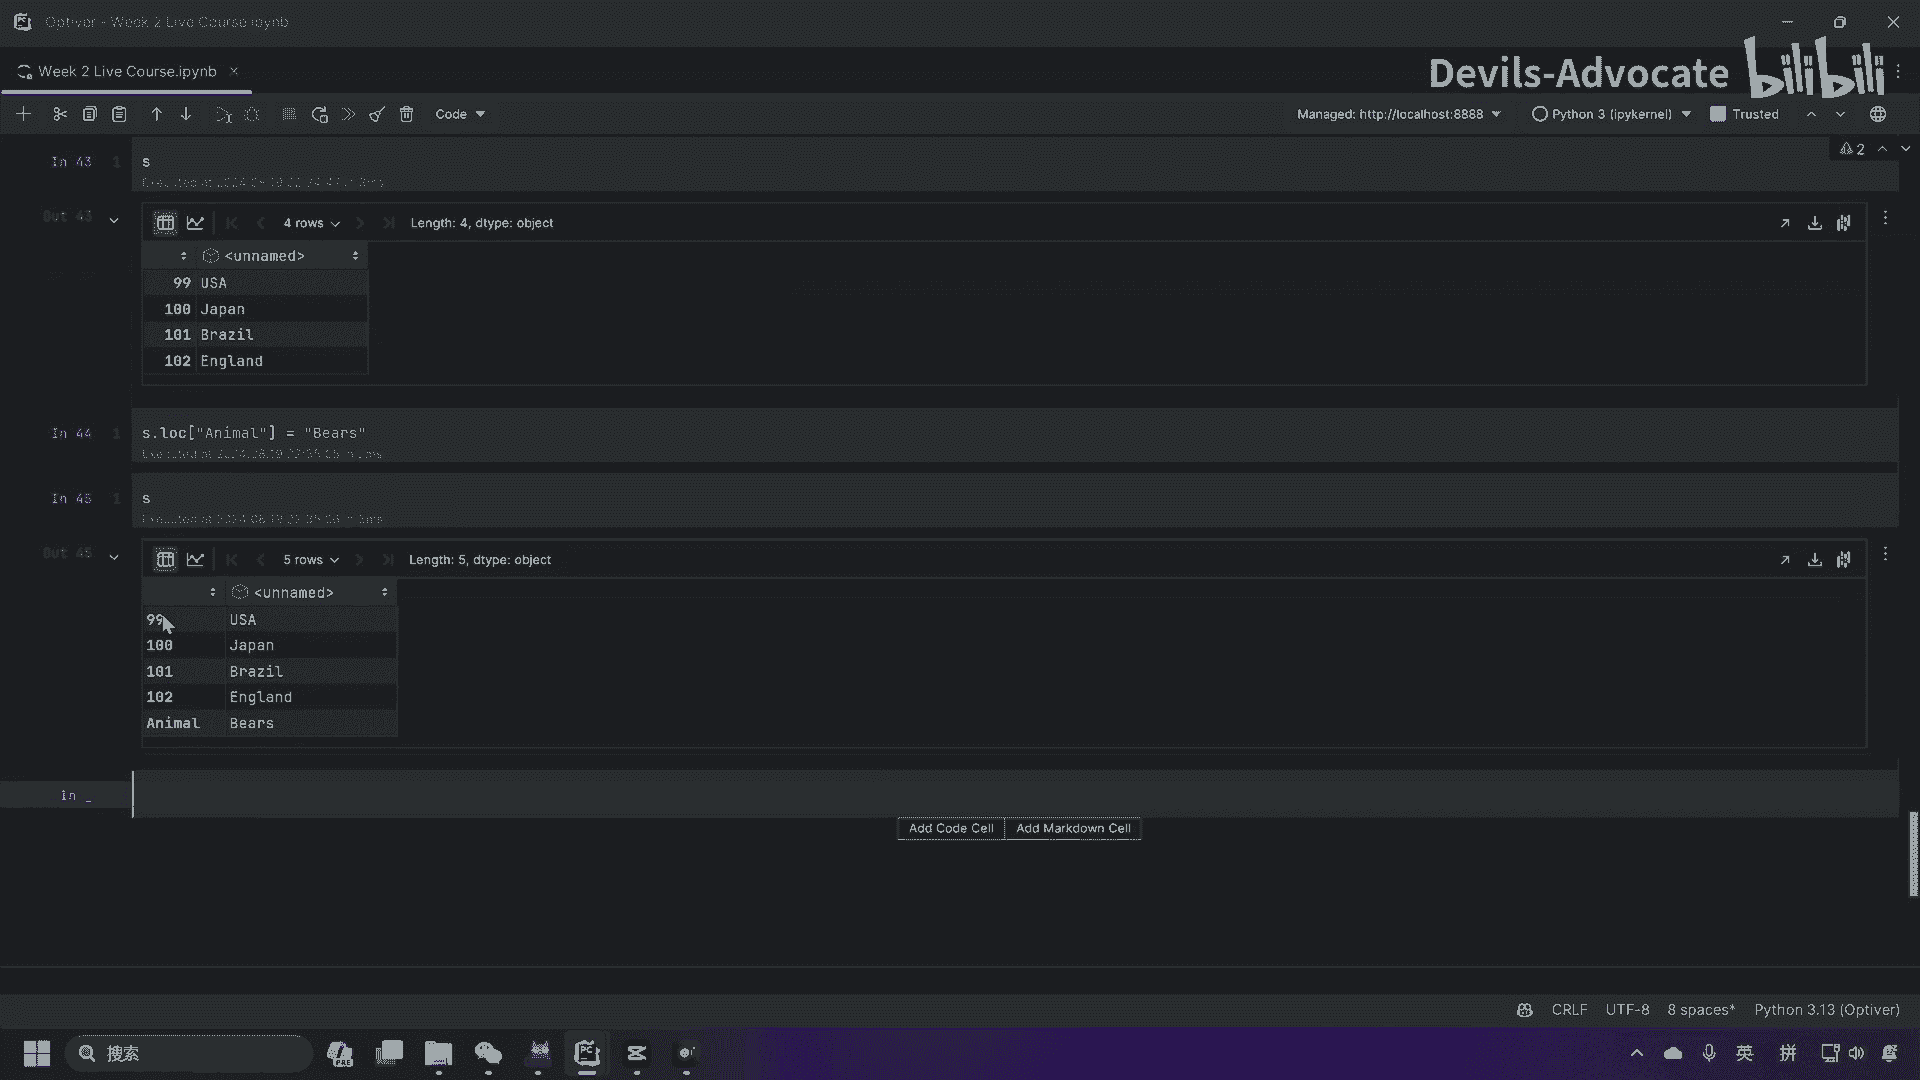 Optiver - Week 2 Live Course.ipynb
Week 2 Live Course.ipynb
Devils-Advocate bilibili
Code
Managed: http://localhost:8888
Python 3 (ipykernel)
Trusted
In 43 1 s
2
Out 43
4 rows
Length: 4, dtype: object
<unnamed>
99 USA
100 Japan
101 Brazil
102 England
In 44 1 s.loc["Animal"] = "Bears"
In 45 1 s
Out 45
5 rows
Length: 5, dtype: object
<unnamed>
99 USA
100 Japan
101 Brazil
102 England
Animal Bears
In _
Add Code Cell Add Markdown Cell
CRLF UTF-8 8 spaces* Python 3.13 (Optiver)
搜索
英 拼